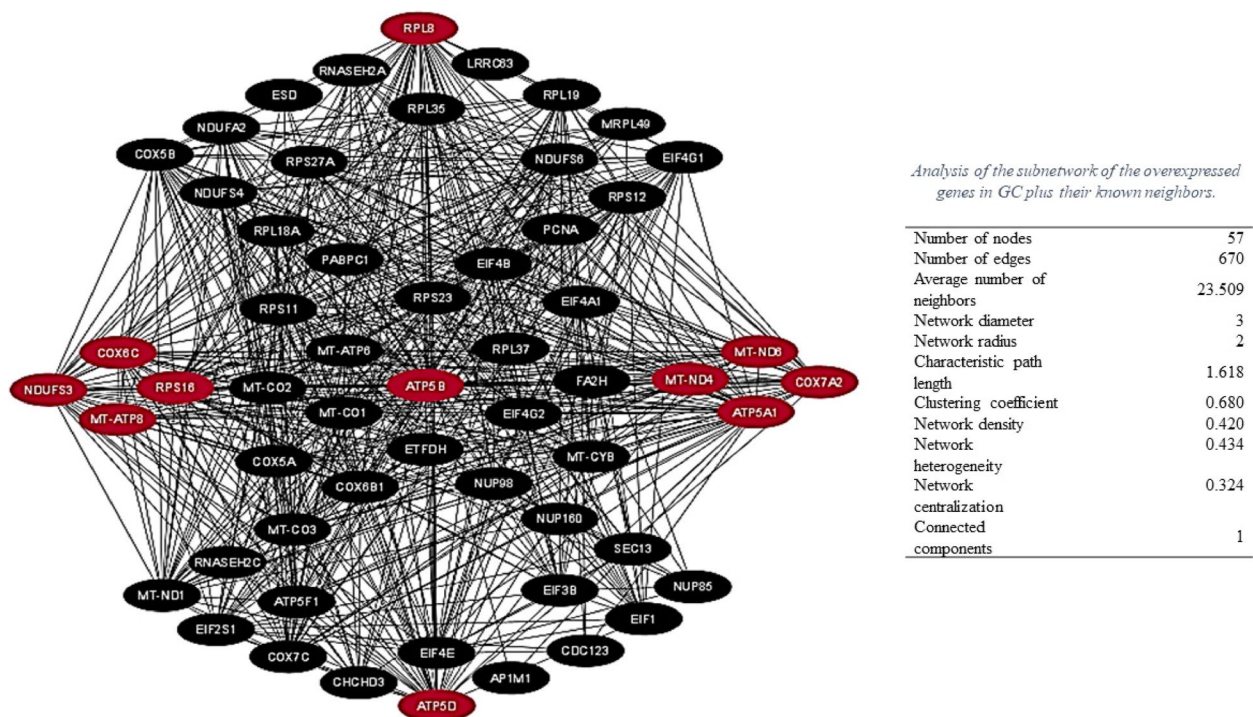 RPL8
LRRC63
RNASEH2A
ESD
RPL35
RPL19
NDUFA2
MRPL49
COX5B
RPS27A
NDUFS6
EIF4G1
NDUFS4
RPS12
RPL18A
PCNA
PABPC1
EIF4B
RPS11
RPS23
EIF4A1
MT-ATP6
RPL37
COX6C
MT-ND6
NDUFS3
RPS16
MT-CO2
ATP5B
FA2H
MT-ND4
COX7A2
MT-ATP8
MT-CO1
EIF4G2
ATP5A1
ETFDH
COX5A
MT-CYB
COX6B1
NUP98
MT-CO3
NUP160
RNASEH2C
SEC13
MT-ND1
ATP5F1
EIF3B
NUP85
EIF2S1
EIF1
COX7C
EIF4E
CDC123
CHCHD3
AP1M1
ATP5D
Analysis of the subnetwork of the overexpressed
genes in GC plus their known neighbors.
Number of nodes 57
Number of edges 670
Average number of
neighbors 23.509
Network diameter 3
Network radius 2
Characteristic path
length 1.618
Clustering coefficient 0.680
Network density 0.420
Network
heterogeneity 0.434
Network
centralization 0.324
Connected
components 1